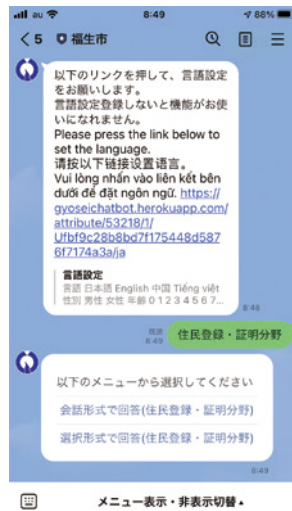 au 8:49 88%
5 福生市
以下のリンクを押して、言語設定
をお願いします。
言語設定登録しないと機能がお使
いになれません。
Please press the link below to
set the language.
请按以下链接设置语言。
Vui lòng nhấn vào liên kết bên
dưới để đặt ngôn ngữ. https://
gyoseichatbot.herokuapp.com/
attribute/53218/1/
Ufbf9c28b8bd7f175448d587
6f7174a3a/ja
言語設定
言語 日本語 English 中国 Tiếng việt
性別 男性 女性 年齢 0 1 2 3 4 5 6 7...
8:48
既読
8:49
住民登録・証明分野
以下のメニューから選択してください
会話形式で回答(住民登録・証明分野)
選択形式で回答(住民登録・証明分野)
8:49
メニュー表示・非表示切替